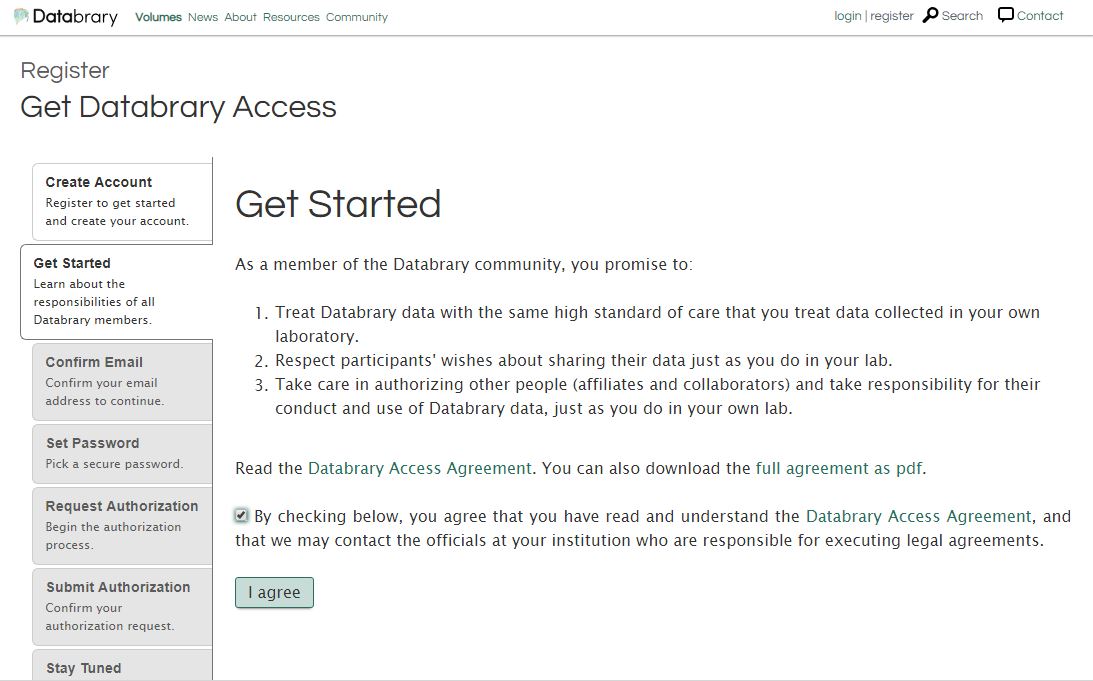 Databrary Volumes News About Resources Community login | register Search Contact
Register
Get Databrary Access
Create Account
Register to get started
and create your account.
Get Started
Learn about the
responsibilities of all
Databrary members.
Confirm Email
Confirm your email
address to continue.
Set Password
Pick a secure password.
Request Authorization
Begin the authorization
process.
Submit Authorization
Confirm your
authorization request.
Stay Tuned
Get Started
As a member of the Databrary community, you promise to:
1. Treat Databrary data with the same high standard of care that you treat data collected in your own
laboratory.
2. Respect participants' wishes about sharing their data just as you do in your lab.
3. Take care in authorizing other people (affiliates and collaborators) and take responsibility for their
conduct and use of Databrary data, just as you do in your own lab.
Read the Databrary Access Agreement. You can also download the full agreement as pdf.
By checking below, you agree that you have read and understand the Databrary Access Agreement, and
that we may contact the officials at your institution who are responsible for executing legal agreements.
I agree